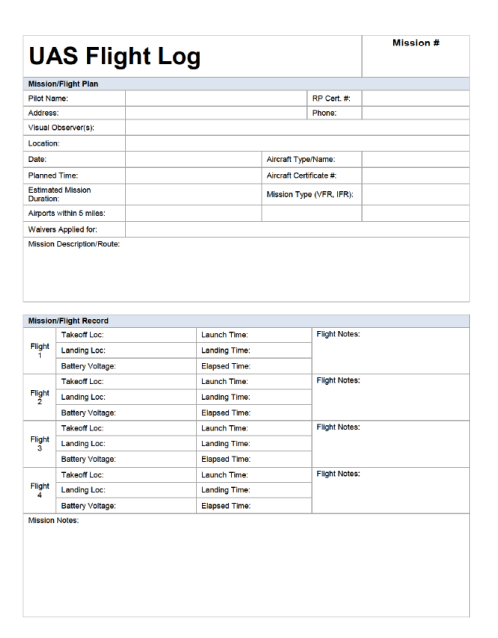 UAS Flight Log
Mission #
Mission/Flight Plan
Pilot Name: RP Cert. #:
Address: Phone:
Visual Observer(s):
Location:
Date: Aircraft Type/Name:
Planned Time: Aircraft Certificate #:
Estimated Mission
Duration:
Mission Type (VFR, IFR):
Airports within 5 miles:
Waivers Applied for:
Mission Description/Route:
Mission/Flight Record
Flight
1
Takeoff Loc: Launch Time: Flight Notes:
Landing Loc: Landing Time:
Battery Voltage: Elapsed Time:
Flight
2
Takeoff Loc: Launch Time: Flight Notes:
Landing Loc: Landing Time:
Battery Voltage: Elapsed Time:
Flight
3
Takeoff Loc: Launch Time: Flight Notes:
Landing Loc: Landing Time:
Battery Voltage: Elapsed Time:
Flight
4
Takeoff Loc: Launch Time: Flight Notes:
Landing Loc: Landing Time:
Battery Voltage: Elapsed Time:
Mission Notes: